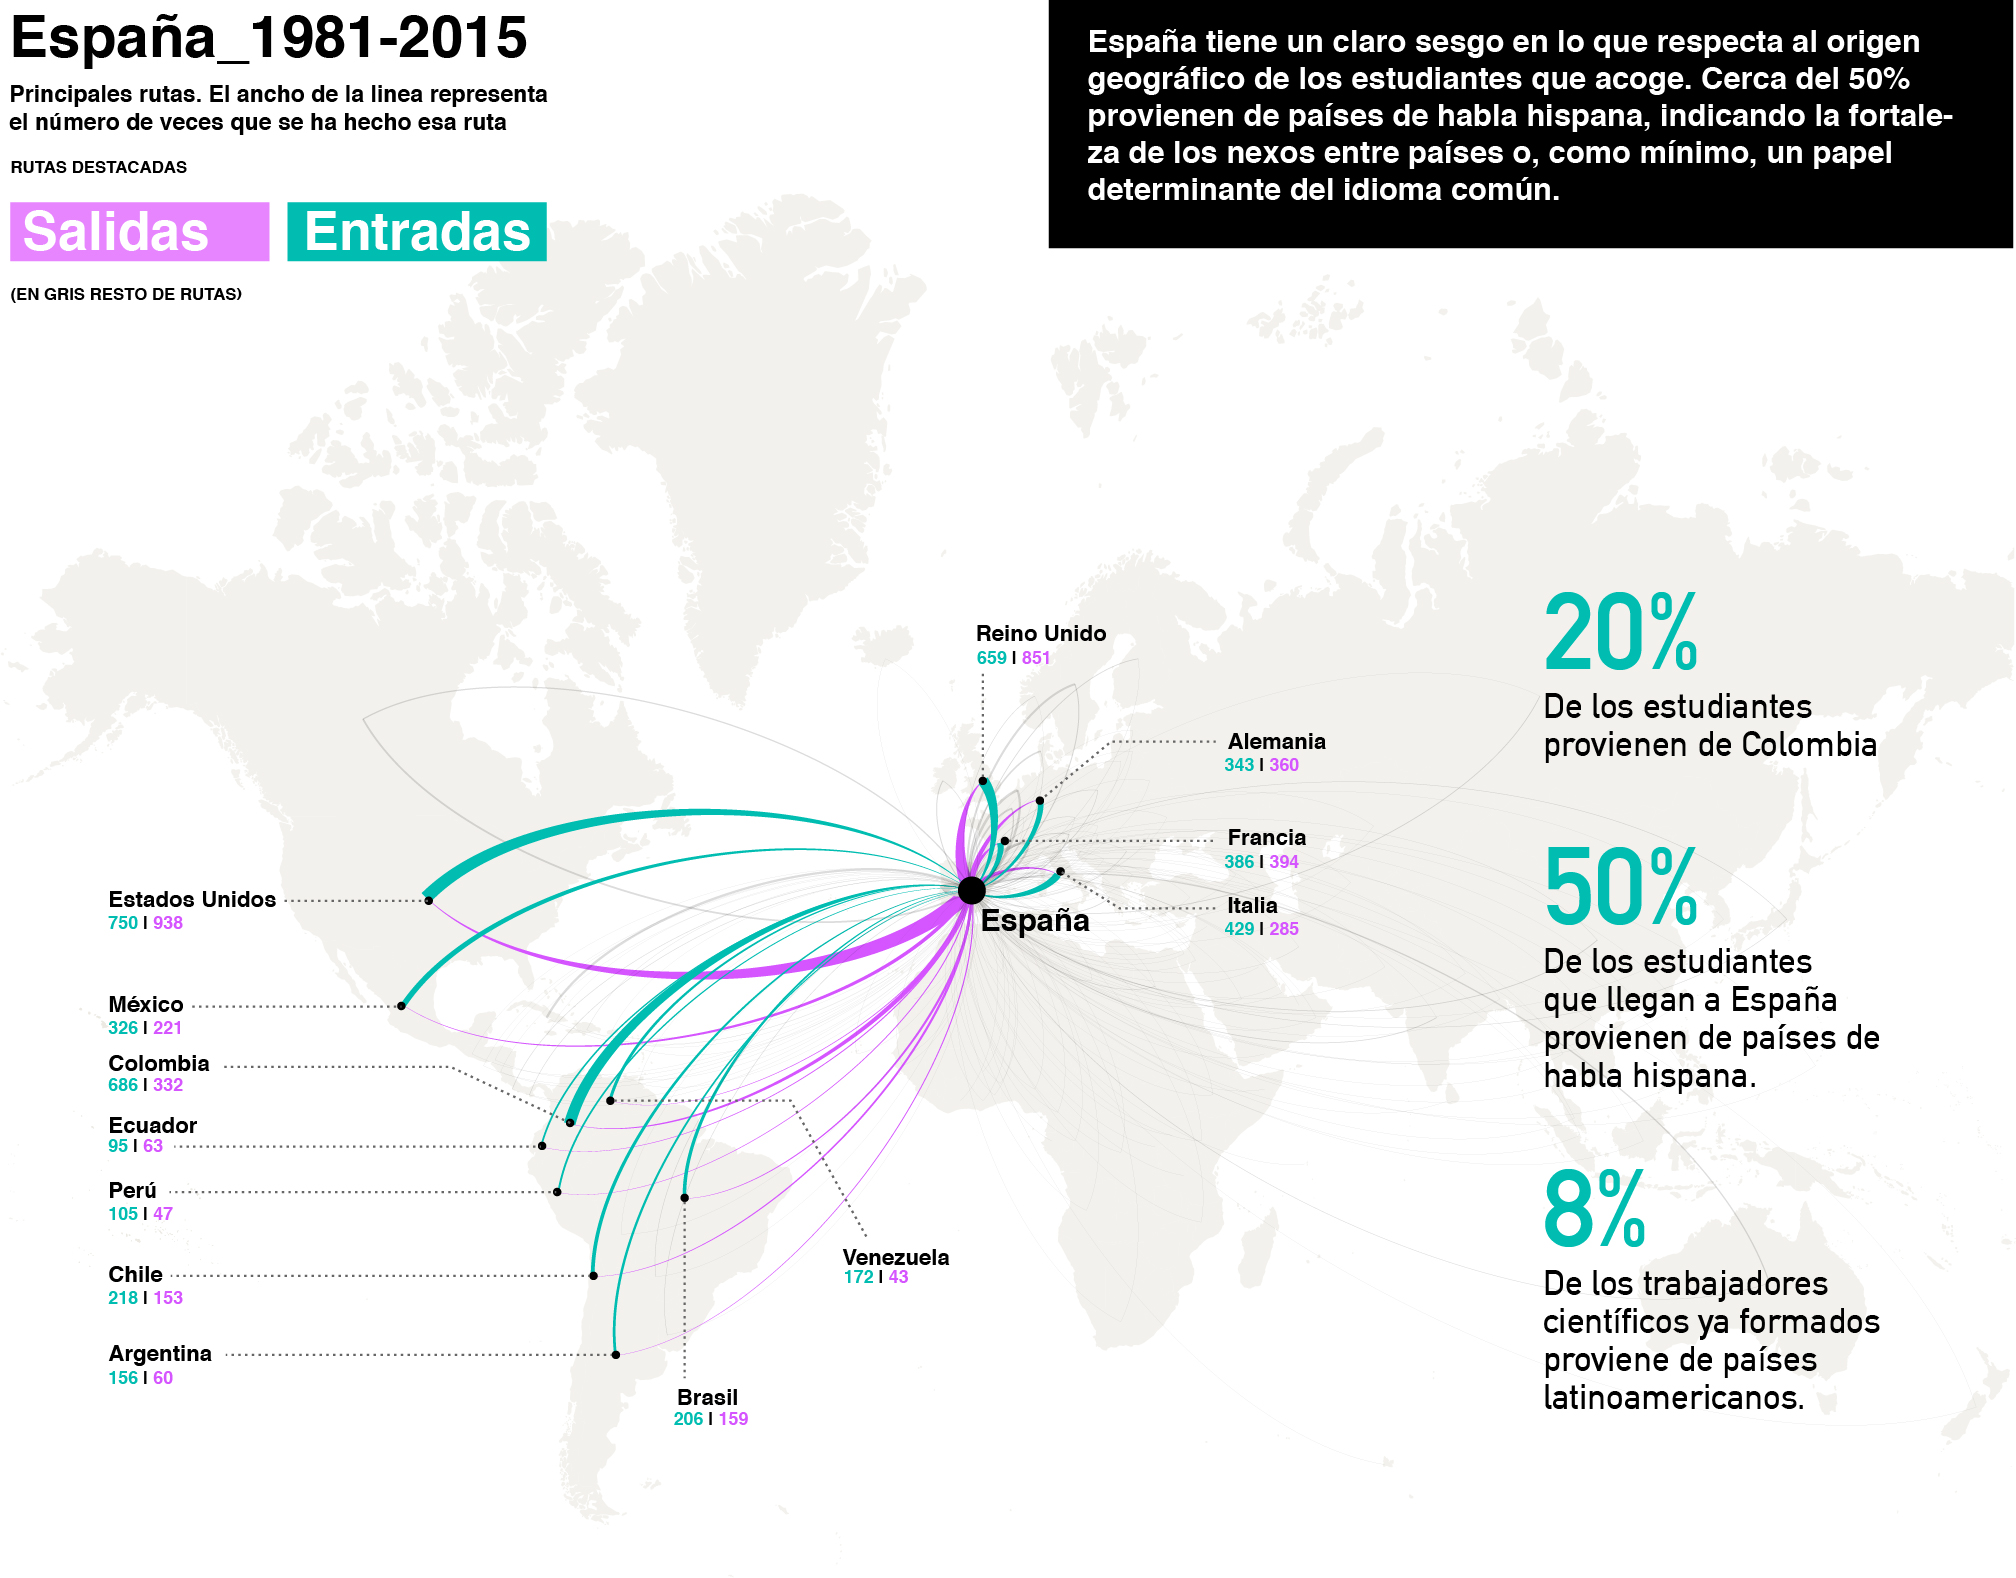 España_1981-2015
Principales rutas. El ancho de la linea representa
el número de veces que se ha hecho esa ruta
RUTAS DESTACADAS
Salidas
Entradas
(EN GRIS RESTO DE RUTAS)
España tiene un claro sesgo en lo que respecta al origen
geográfico de los estudiantes que acoge. Cerca del 50%
provienen de países de habla hispana, indicando la fortale-
za de los nexos entre países o, como mínimo, un papel
determinante del idioma común.
Reino Unido
659 | 851
Alemania
343 | 360
Francia
386 | 394
Italia
429 | 285
España
Estados Unidos
750 | 938
México
326 | 221
Colombia
686 | 332
Ecuador
95 | 63
Perú
105 | 47
Chile
218 | 153
Argentina
156 | 60
Venezuela
172 | 43
Brasil
206 | 159
20%
De los estudiantes
provienen de Colombia
50%
De los estudiantes
que llegan a España
provienen de países de
habla hispana.
8%
De los trabajadores
científicos ya formados
proviene de países
latinoamericanos.